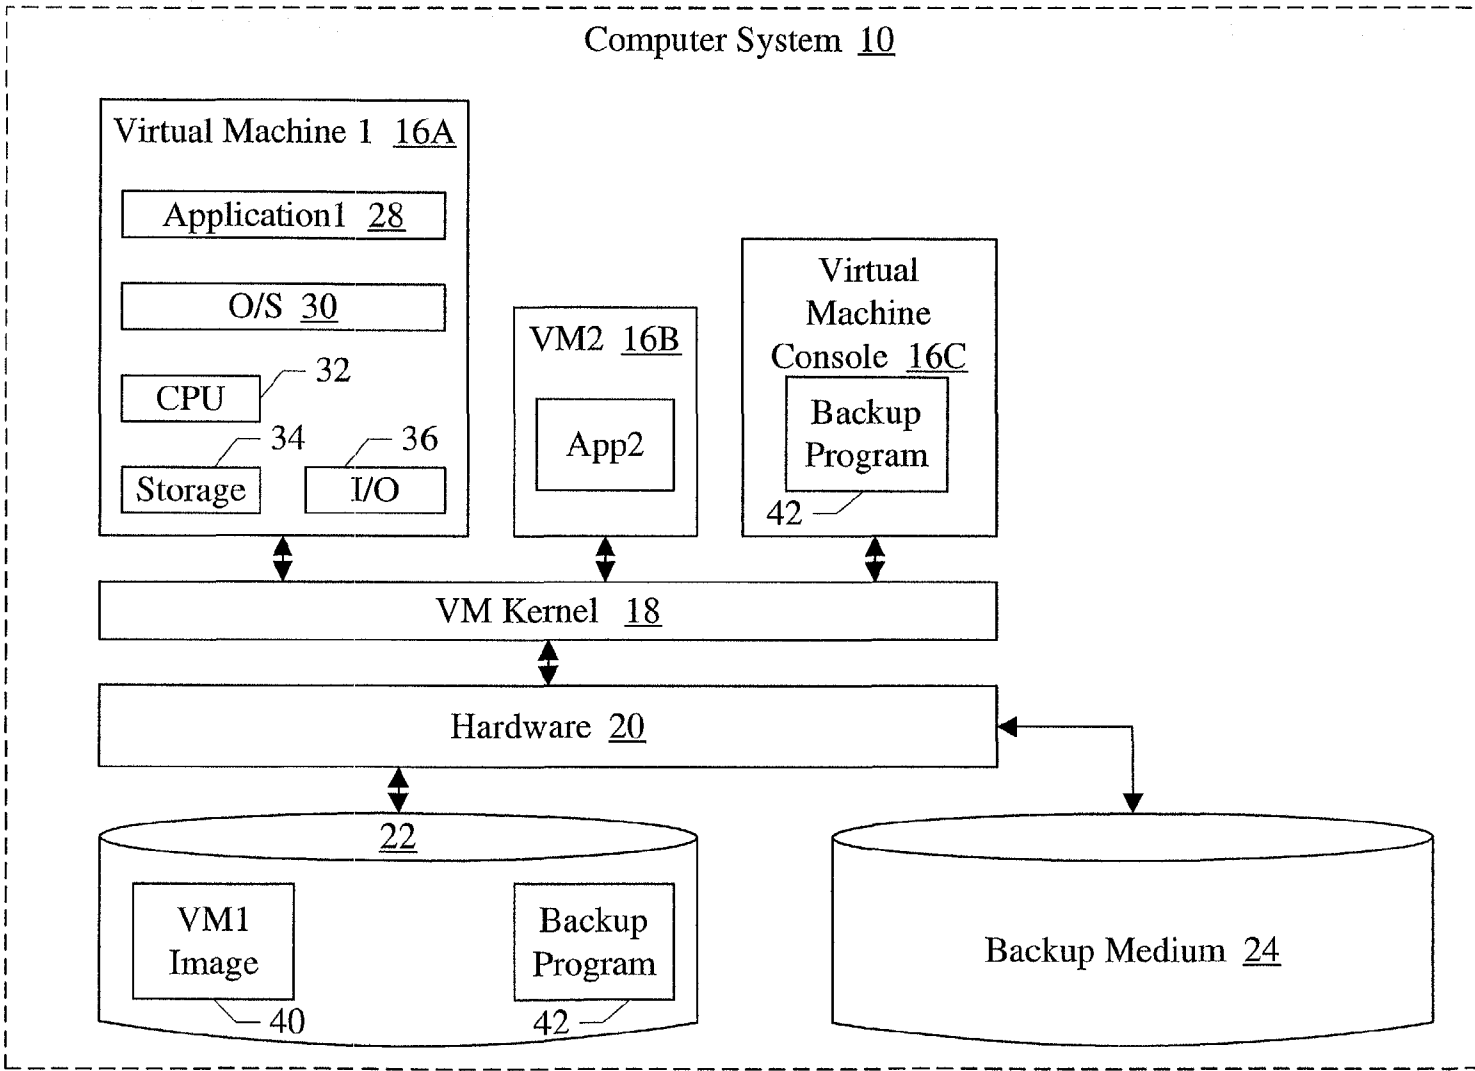 Computer System 10
Virtual Machine 1 16A
Application1 28
O/S 30
CPU
32
34
Storage
36
I/O
VM2 16B
App2
Virtual
Machine
Console 16C
Backup
Program
42
VM Kernel 18
Hardware 20
22
VM1
Image
40
Backup
Program
42
Backup Medium 24